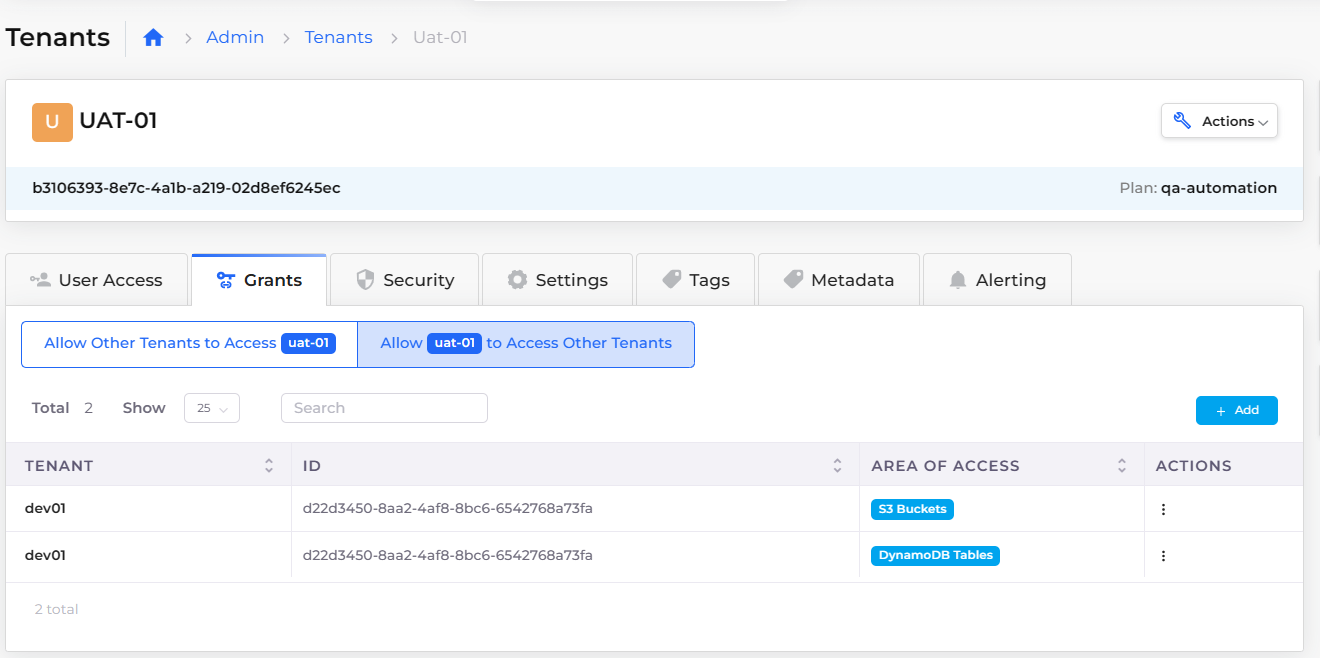 Tenants Admin Tenants Uat-01
U UAT-01 Actions
b3106393-8e7c-4a1b-a219-02d8ef6245ec Plan: qa-automation
User Access Grants Security Settings Tags Metadata Alerting
Allow Other Tenants to Access uat-01 Allow uat-01 to Access Other Tenants
Total 2 Show 25 Search + Add
TENANT ID AREA OF ACCESS ACTIONS
dev01 d22d3450-8aa2-4af8-8bc6-6542768a73fa S3 Buckets
dev01 d22d3450-8aa2-4af8-8bc6-6542768a73fa DynamoDB Tables
2 total